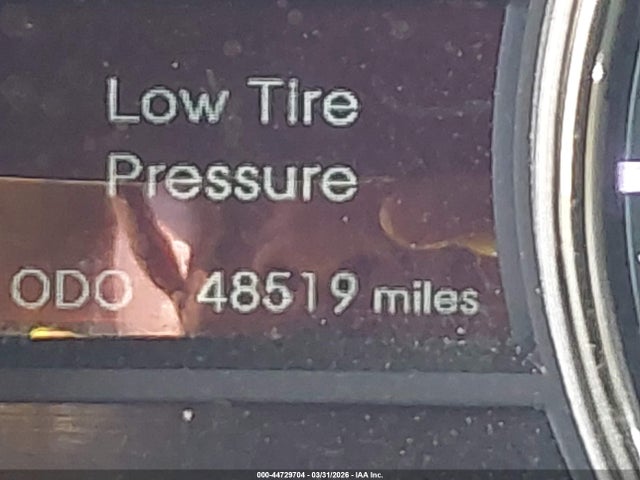 Low Tire
Pressure
ODO 48519 miles
000-44729704 - 03/31/2026 - IAA Inc.